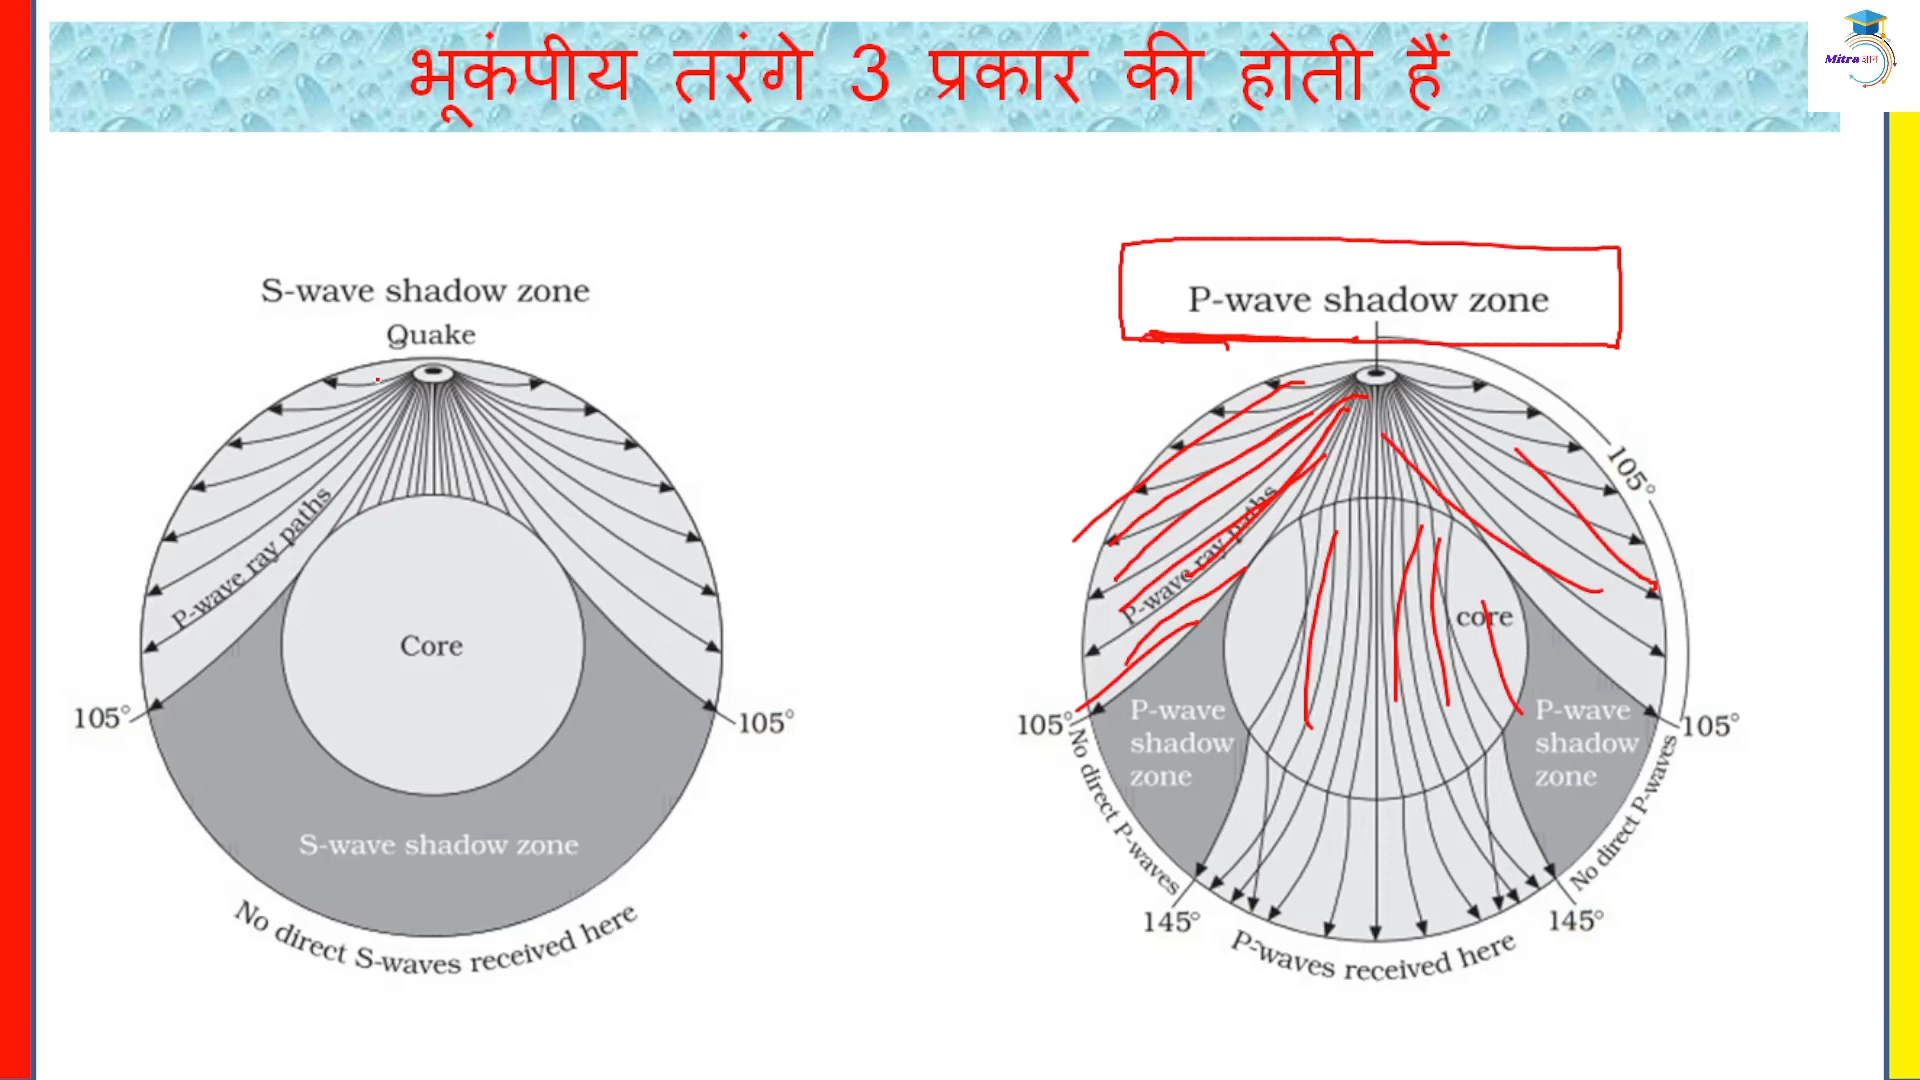 भूकंपीय तरंगे 3 प्रकार की होती हैं
Mitra ज्ञान
S-wave shadow zone
Quake
P-wave ray paths
Core
105°
105°
S-wave shadow zone
No direct S-waves received here
P-wave shadow zone
105°
P-wave ray paths
core
105°
105°
P-wave
shadow
zone
P-wave
shadow
zone
No direct P-waves
No direct P-waves
145°
145°
P-waves received here